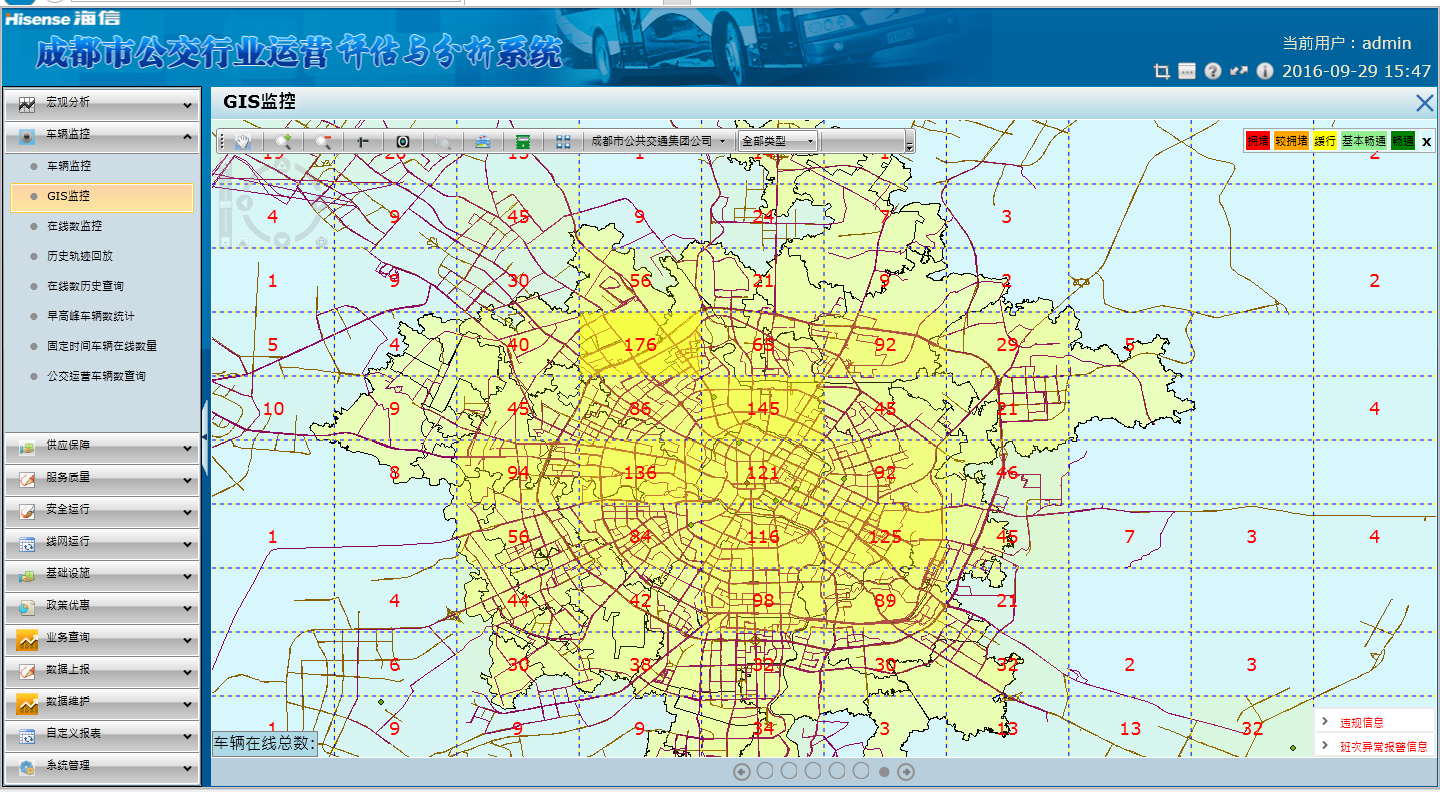 Hisense 海信
成都市公交行业运营评估与分析系统
当前用户：admin
2016-09-29 15:47
宏观分析
车辆监控
车辆监控
GIS监控
在线数监控
历史轨迹回放
在线数历史查询
早高峰车辆数统计
固定时间车辆在线数量
公交运营车辆数查询
供应保障
服务质量
安全运行
线网运行
基础设施
政策优惠
业务查询
数据上报
数据维护
自定义报表
系统管理
GIS监控
成都市公共交通集团公司 全部类型
拥堵 较拥堵 缓行 基本畅通 畅通 x
4 9 45 9 24 7 3
1 9 30 56 21 9 2 2
5 4 40 176 68 92 29 5
10 9 45 86 145 48 21 4
8 94 136 121 92 46
1 56 84 116 125 45 7 3 4
4 44 42 98 89 21
6 30 38 32 30 32 2 3
1 9 9 9 34 3 13 13 32
车辆在线总数:
违规信息
班次异常报警信息